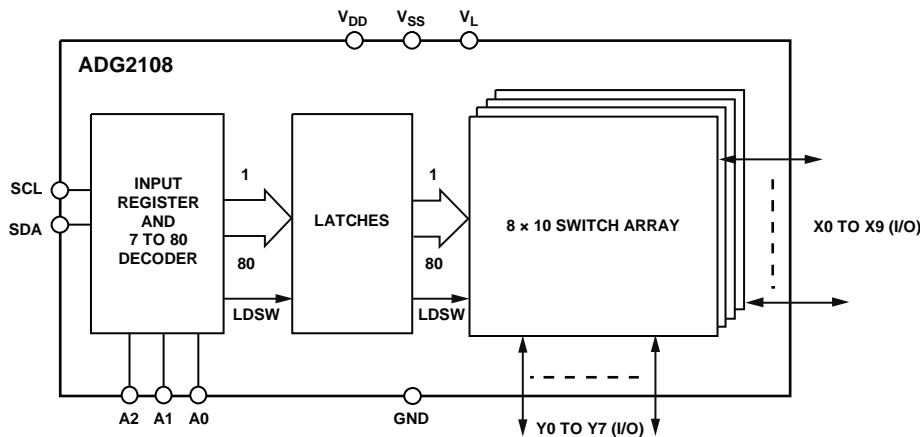 VDD
VSS
VL
ADG2108
SCL
SDA
INPUT
REGISTER
AND
7 TO 80
DECODER
1
80
LDSW
LATCHES
1
80
LDSW
8 × 10 SWITCH ARRAY
X0 TO X9 (I/O)
A2
A1
A0
GND
Y0 TO Y7 (I/O)